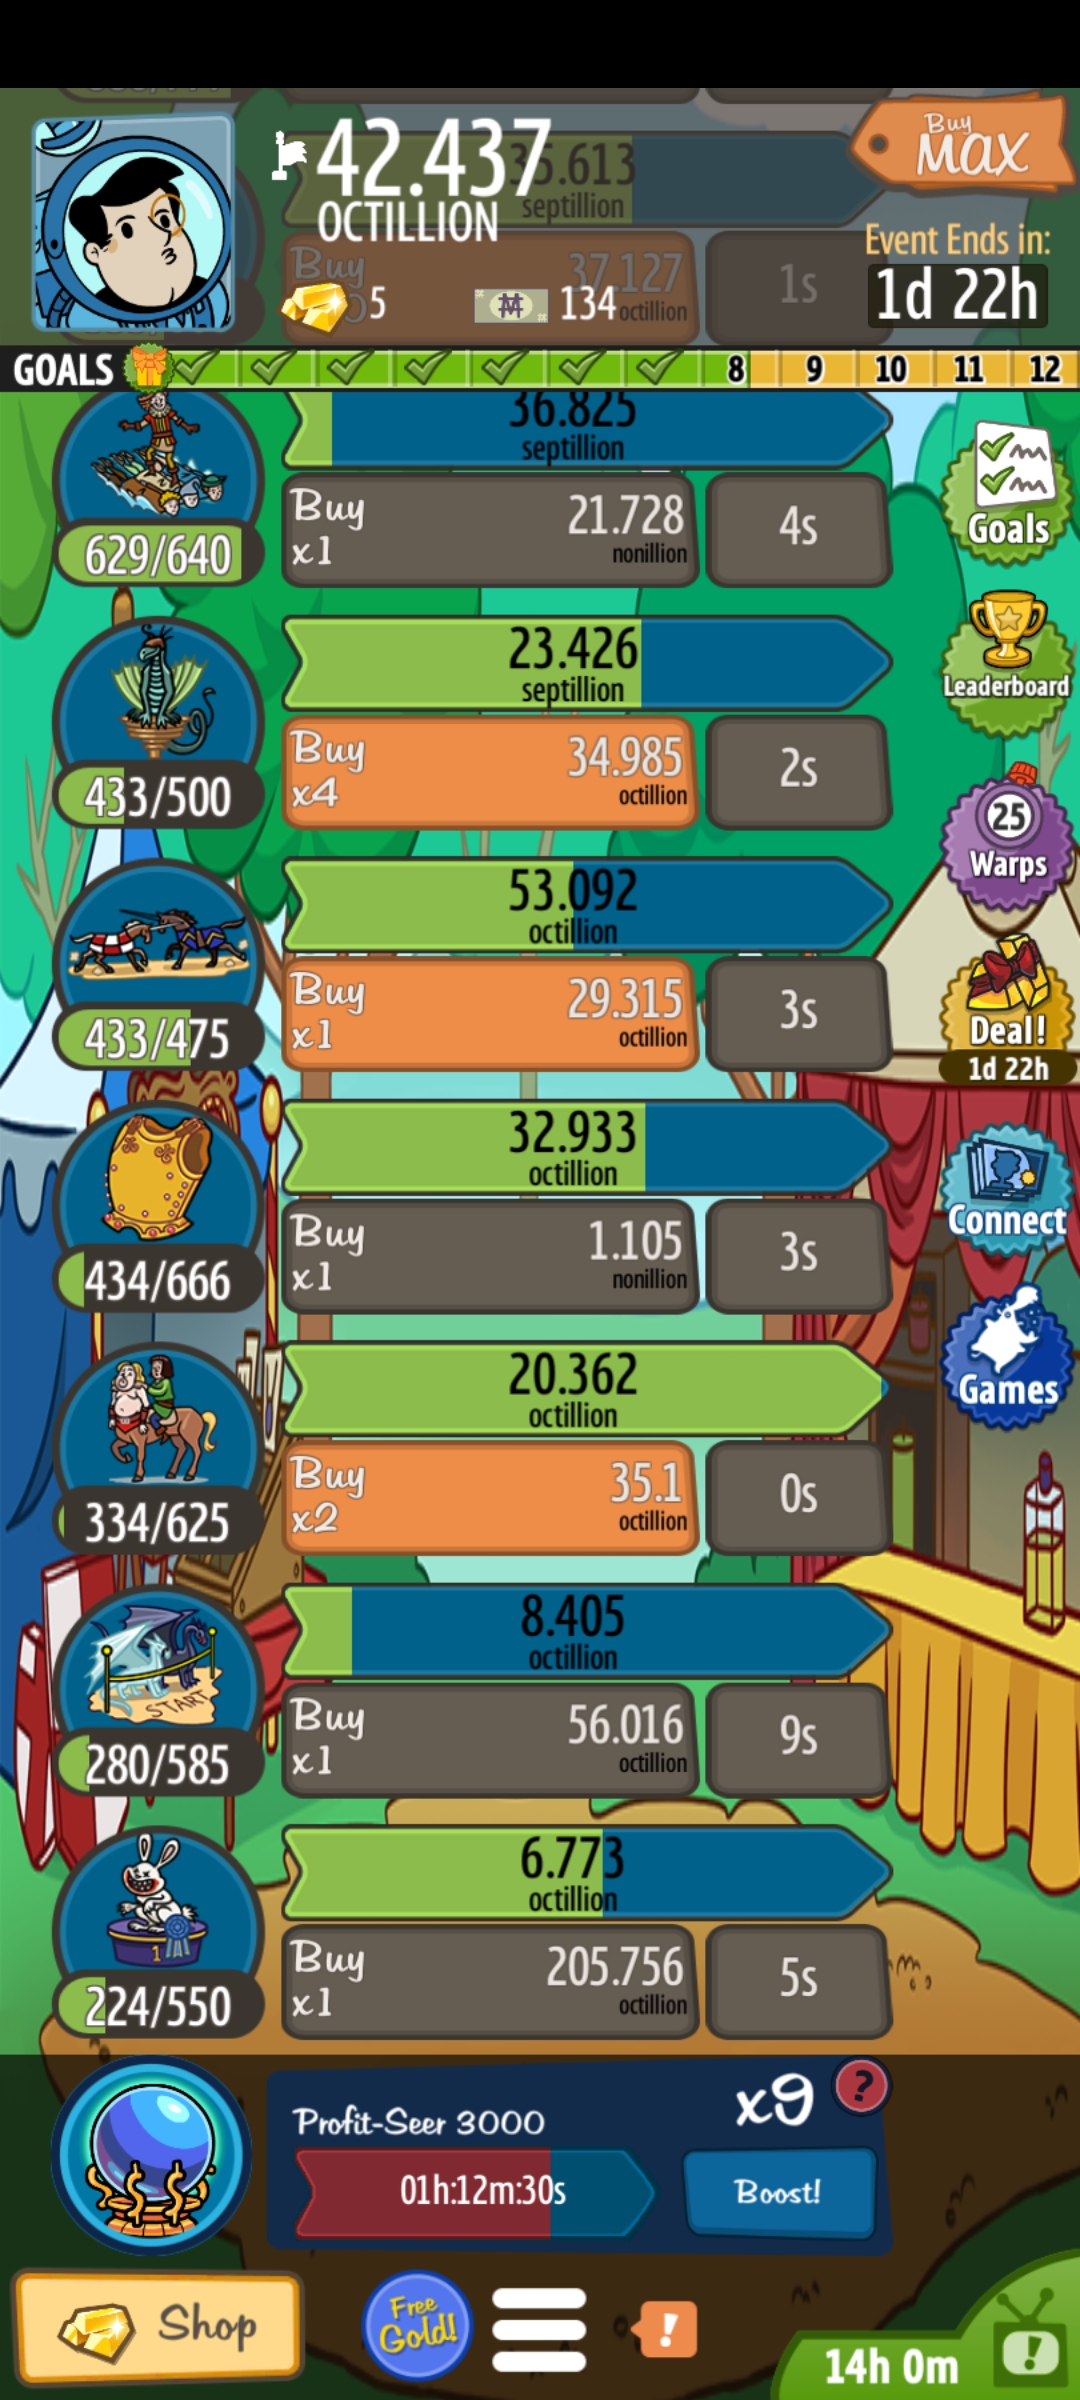 42.437
OCTILLION
35.613
septillion
Buy
MAX
Event Ends in:
1d 22h
Buy
37.127
octillion
1s
5
134
GOALS
8
9
10
11
12
36.825
septillion
629/640
Buy
x1
21.728
nonillion
4s
Goals
23.426
septillion
433/500
Buy
x4
34.985
octillion
2s
Leaderboard
25
Warps
53.092
octillion
433/475
Buy
x1
29.315
octillion
3s
Deal!
1d 22h
32.933
octillion
434/666
Buy
x1
1.105
nonillion
3s
Connect
20.362
octillion
334/625
Buy
x2
35.1
octillion
0s
Games
8.405
octillion
START
280/585
Buy
x1
56.016
octillion
9s
6.773
octillion
1
224/550
Buy
x1
205.756
octillion
5s
Profit-Seer 3000
x9
?
01h:12m:30s
Boost!
Shop
Free
Gold!
!
14h 0m
!